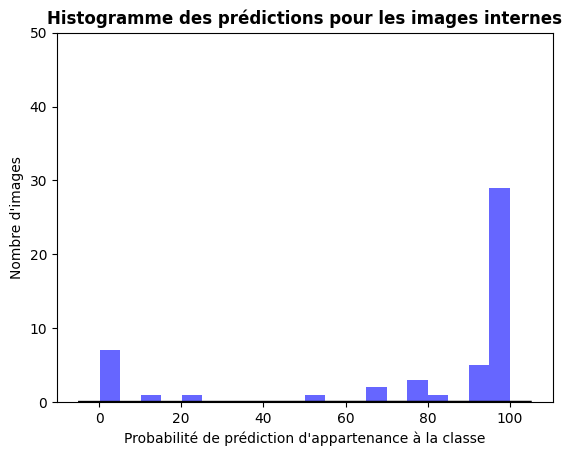 Histogramme des prédictions pour les images internes
50
40
30
20
10
0
Nombre d'images
0 20 40 60 80 100
Probabilité de prédiction d'appartenance à la classe